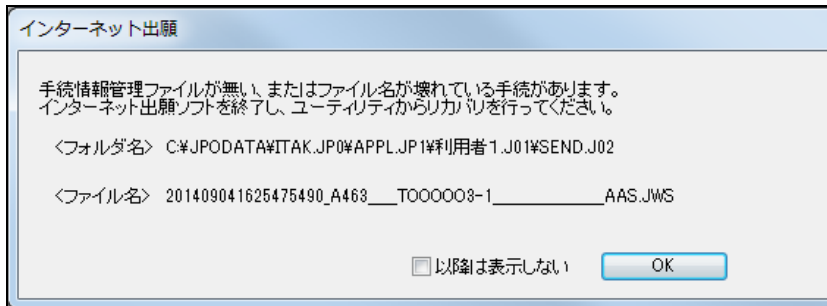 インターネット出願
手続情報管理ファイルが無い、またはファイル名が壊れている手続があります。
インターネット出願ソフトを終了し、ユーティリティからリカバリを行ってください。
<フォルダ名> C:¥JPODATA¥ITAK.JP0¥APPL.JP1¥利用者1.J01¥SEND.J02
<ファイル名> 201409041625475490_A463___TOOOOO3-1____________AAS.JWS
以降は表示しない
OK